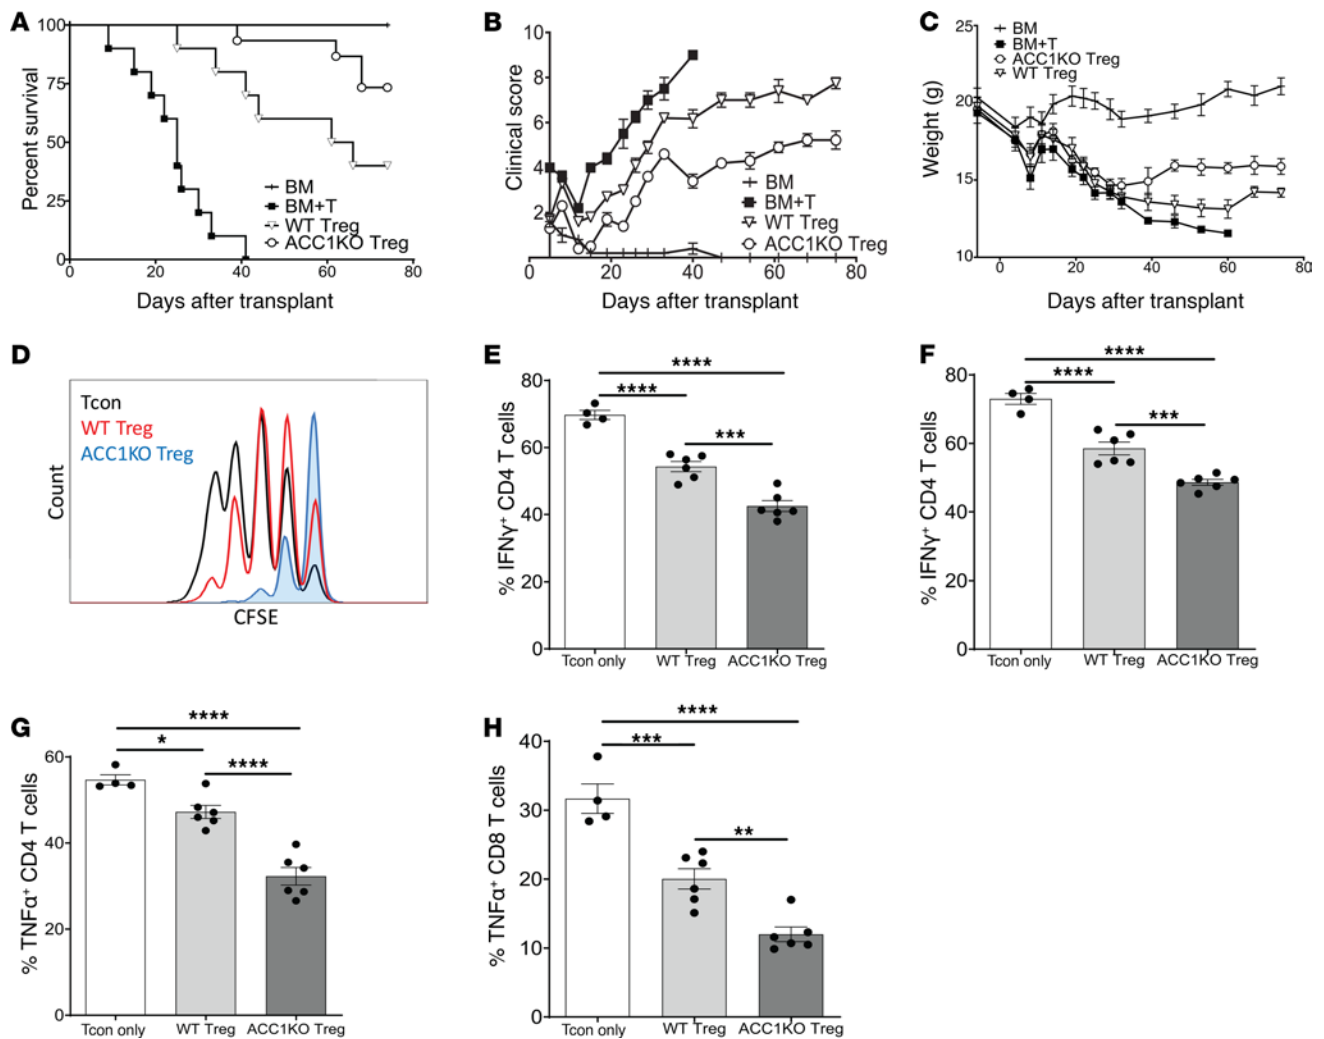 A
Percent survival
100
75
50
25
0
BM
BM+T
WT Treg
ACC1KO Treg
0 20 40 60 80
Days after transplant
B
Clinical score
10
8
6
4
2
0
BM
BM+T
WT Treg
ACC1KO Treg
0 20 40 60 80
Days after transplant
C
Weight (g)
25
20
15
10
BM
BM+T
ACC1KO Treg
WT Treg
0 20 40 60 80
Days after transplant
D
Tcon
WT Treg
ACC1KO Treg
Count
CFSE
E
****
****
***
% IFNγ⁺ CD4 T cells
80
60
40
20
0
Tcon only WT Treg ACC1KO Treg
F
****
****
***
% IFNγ⁺ CD4 T cells
80
60
40
20
0
Tcon only WT Treg ACC1KO Treg
G
****
*
****
% TNFα⁺ CD4 T cells
60
40
20
0
Tcon only WT Treg ACC1KO Treg
H
****
***
**
% TNFα⁺ CD8 T cells
40
30
20
10
0
Tcon only WT Treg ACC1KO Treg